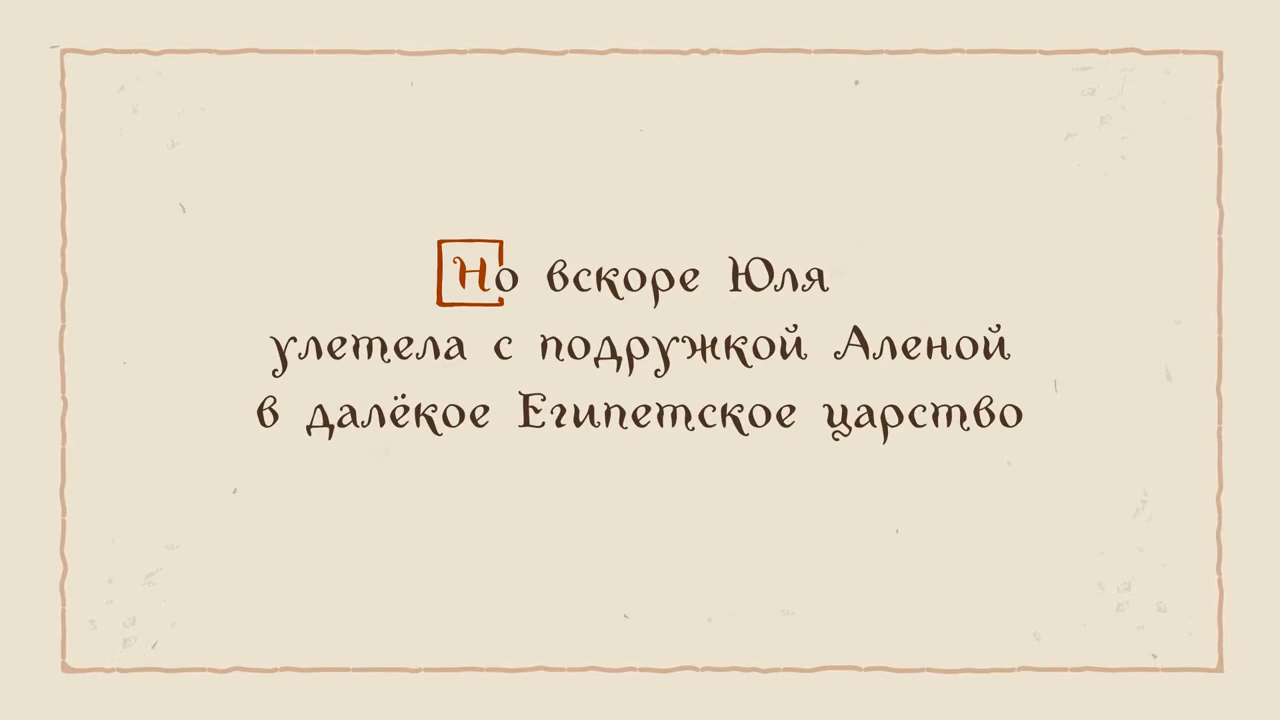 Но вскоре Юля
улетела с подружкой Аленой
в далёкое Египетское царство